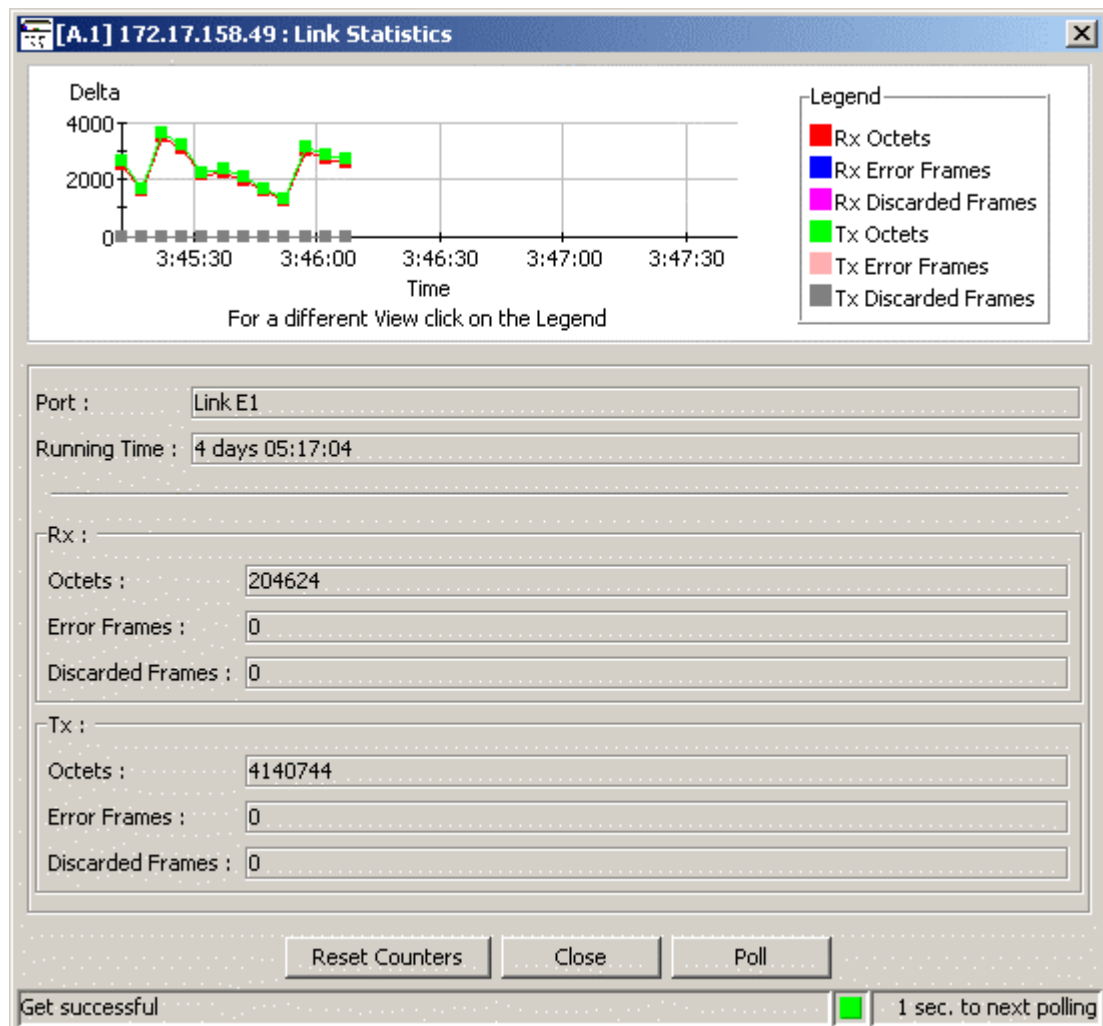 [A.1] 172.17.158.49 : Link Statistics
Delta
4000
2000
0
3:45:30 3:46:00 3:46:30 3:47:00 3:47:30
Time
For a different View click on the Legend
Legend
Rx Octets
Rx Error Frames
Rx Discarded Frames
Tx Octets
Tx Error Frames
Tx Discarded Frames
Port : Link E1
Running Time : 4 days 05:17:04
Rx :
Octets : 204624
Error Frames : 0
Discarded Frames : 0
Tx :
Octets : 4140744
Error Frames : 0
Discarded Frames : 0
Reset Counters Close Poll
Get successful 1 sec. to next polling